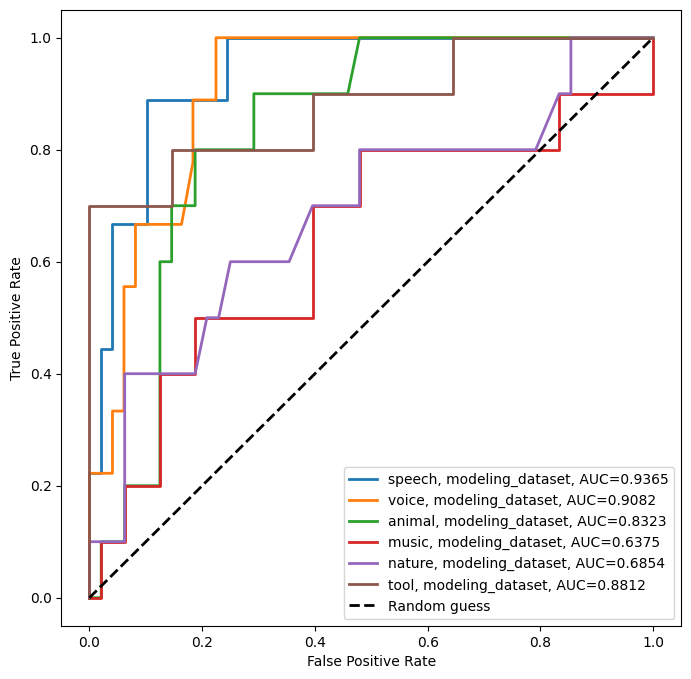 1.0
0.8
0.6
0.4
0.2
0.0
True Positive Rate
speech, modeling_dataset, AUC=0.9365
voice, modeling_dataset, AUC=0.9082
animal, modeling_dataset, AUC=0.8323
music, modeling_dataset, AUC=0.6375
nature, modeling_dataset, AUC=0.6854
tool, modeling_dataset, AUC=0.8812
Random guess
0.0 0.2 0.4 0.6 0.8 1.0
False Positive Rate